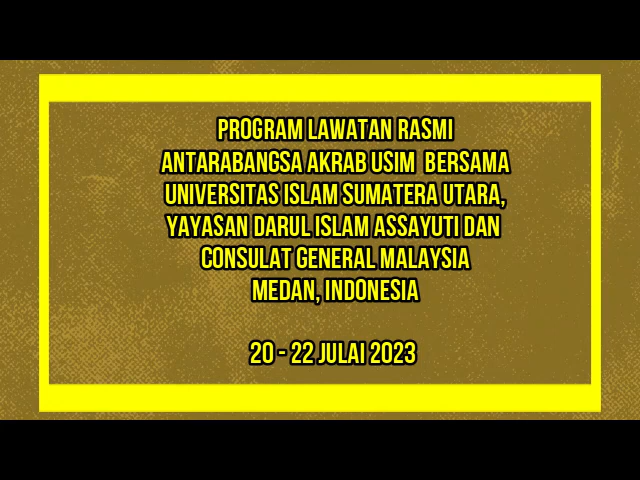 PROGRAM LAWATAN RASMI
ANTARABANGSA AKRAB USIM BERSAMA
UNIVERSITAS ISLAM SUMATERA UTARA,
YAYASAN DARUL ISLAM ASSAYUTI DAN
CONSULAT GENERAL MALAYSIA
MEDAN, INDONESIA
20 - 22 JULAI 2023